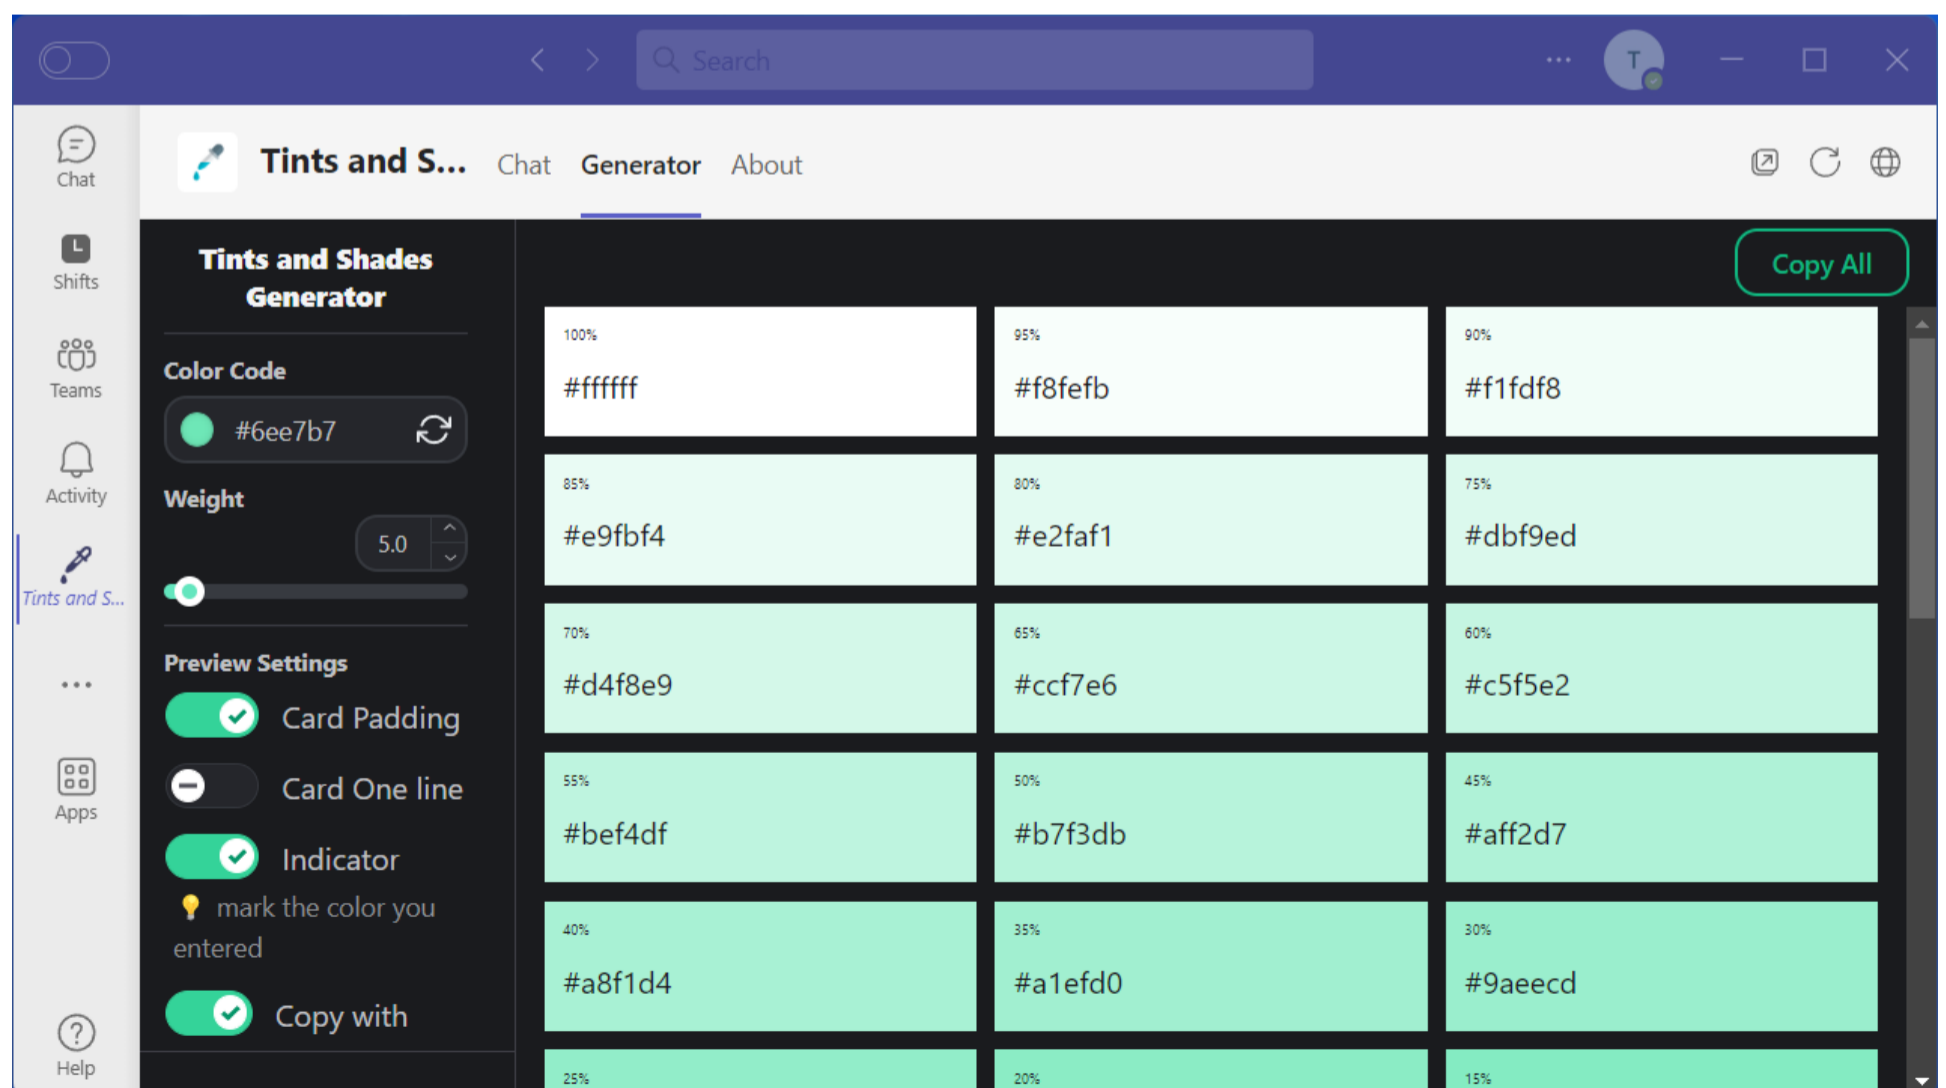 Search
T
Chat
Shifts
Teams
Activity
Tints and S...
Apps
Help
Tints and S...
Chat
Generator
About
Tints and Shades
Generator
Color Code
#6ee7b7
Weight
5.0
Preview Settings
Card Padding
Card One line
Indicator
💡 mark the color you
entered
Copy with
Copy All
100%
#ffffff
95%
#f8fefb
90%
#f1fdf8
85%
#e9fbf4
80%
#e2faf1
75%
#dbf9ed
70%
#d4f8e9
65%
#ccf7e6
60%
#c5f5e2
55%
#bef4df
50%
#b7f3db
45%
#aff2d7
40%
#a8f1d4
35%
#a1efd0
30%
#9aeecd
25%
20%
15%